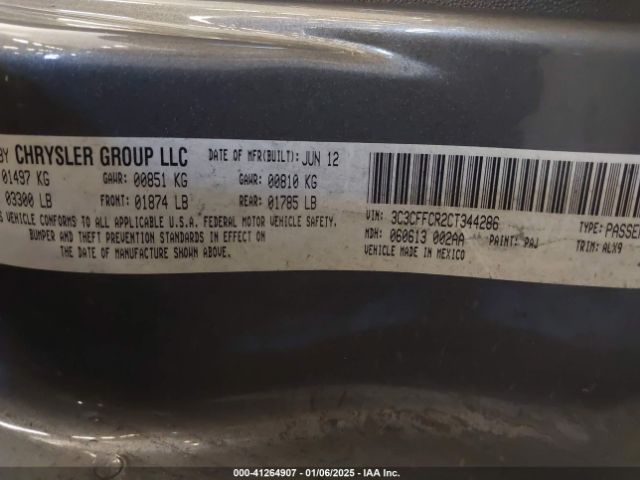 BY CHRYSLER GROUP LLC DATE OF MFR(BUILT): JUN 12
01497 KG GAWR: 00851 KG GAWR: 00810 KG
03300 LB FRONT: 01874 LB REAR: 01785 LB
S VEHICLE CONFORMS TO ALL APPLICABLE U.S.A. FEDERAL MOTOR VEHICLE SAFETY,
BUMPER AND THEFT PREVENTION STANDARDS IN EFFECT ON
THE DATE OF MANUFACTURE SHOWN ABOVE.
VIN: 3C3CFFCR2CT344286 TYPE: PASSE
MDH: 060613 002AA PAINT: PAJ TRIM: ALX9
VEHICLE MADE IN MEXICO
000-41264907 - 01/06/2025 - IAA Inc.